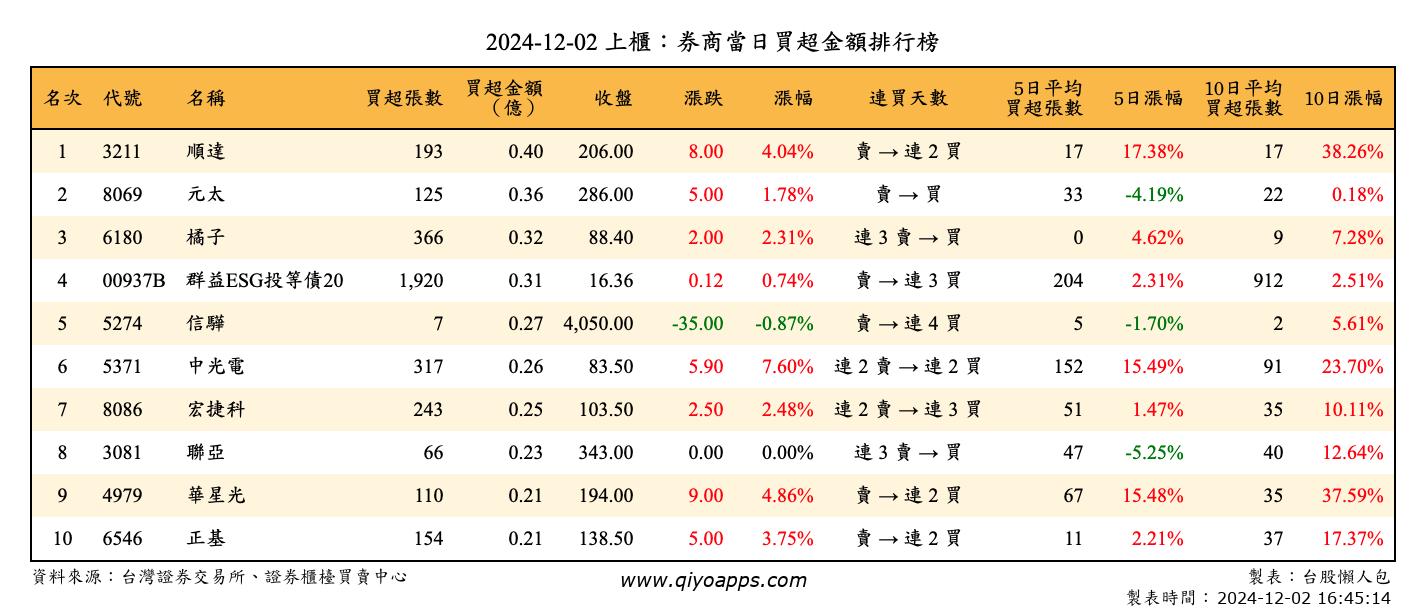 2024-12-02 上櫃：券商當日買超金額排行榜
名次 代號 名稱 買超張數 買超金額（億） 收盤 漲跌 漲幅 連買天數 5日平均買超張數 5日漲幅 10日平均買超張數 10日漲幅
1 3211 順達 193 0.40 206.00 8.00 4.04% 賣 → 連 2 買 17 17.38% 17 38.26%
2 8069 元太 125 0.36 286.00 5.00 1.78% 賣 → 買 33 -4.19% 22 0.18%
3 6180 橘子 366 0.32 88.40 2.00 2.31% 連 3 賣 → 買 0 4.62% 9 7.28%
4 00937B 群益ESG投等債20 1,920 0.31 16.36 0.12 0.74% 賣 → 連 3 買 204 2.31% 912 2.51%
5 5274 信驊 7 0.27 4,050.00 -35.00 -0.87% 賣 → 連 4 買 5 -1.70% 2 5.61%
6 5371 中光電 317 0.26 83.50 5.90 7.60% 連 2 賣 → 連 2 買 152 15.49% 91 23.70%
7 8086 宏捷科 243 0.25 103.50 2.50 2.48% 連 2 賣 → 連 3 買 51 1.47% 35 10.11%
8 3081 聯亞 66 0.23 343.00 0.00 0.00% 連 3 賣 → 買 47 -5.25% 40 12.64%
9 4979 華星光 110 0.21 194.00 9.00 4.86% 賣 → 連 2 買 67 15.48% 35 37.59%
10 6546 正基 154 0.21 138.50 5.00 3.75% 賣 → 連 2 買 11 2.21% 37 17.37%
資料來源：台灣證券交易所、證券櫃檯買賣中心 www.qiyoapps.com 製表：台股懶人包
製表時間：2024-12-02 16:45:14